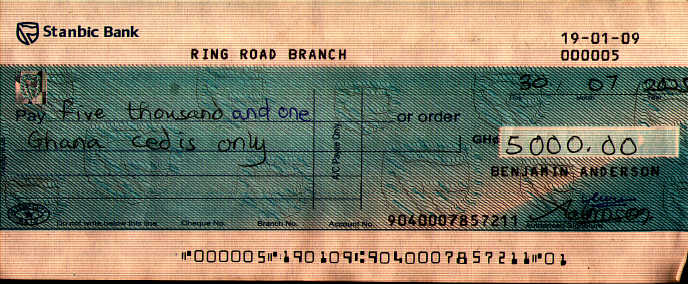 Stanbic Bank
19-01-09
RING ROAD BRANCH 000005
30 07 2005
Pay Five thousand and one or order
Ghana cedis only GH¢ 5000.00
A/C Payee Only
BENJAMIN ANDERSON
Do not write below this line Cheque No. Branch No. Account No. 9040007857211
⑈000005⑈190109⑆9040007857211⑈01